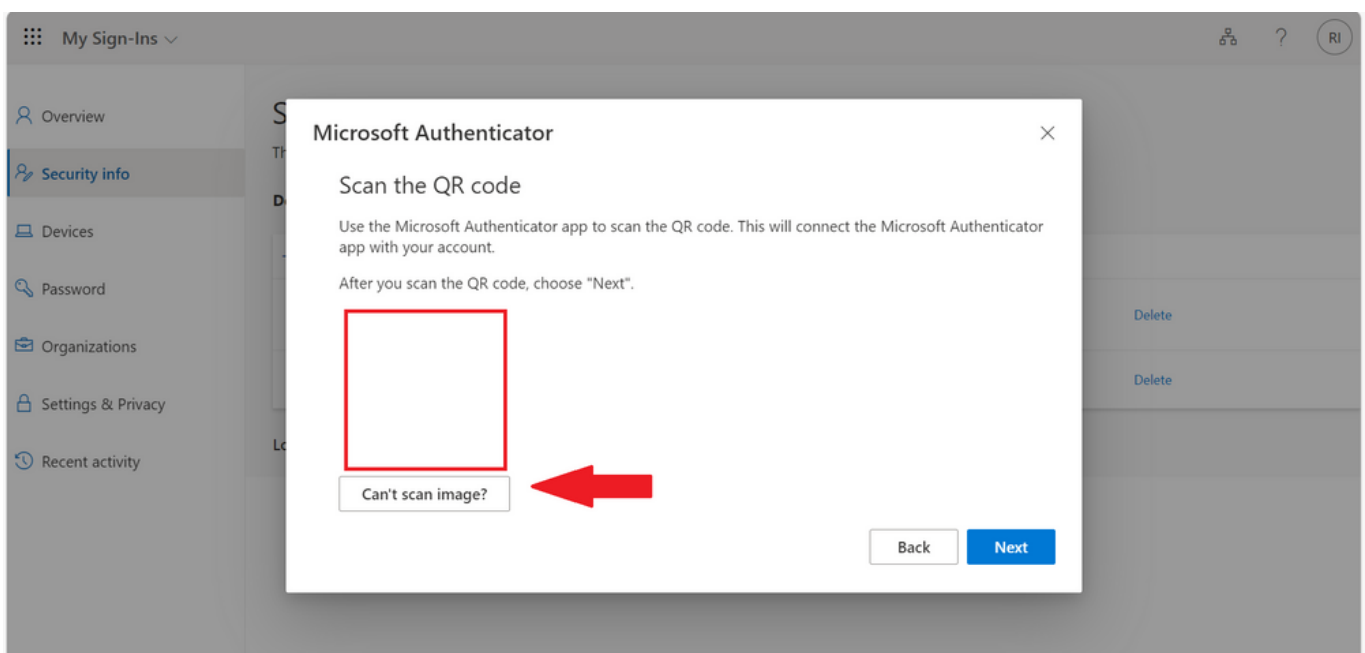 My Sign-Ins
RI
Overview
Security info
Devices
Password
Organizations
Settings & Privacy
Recent activity
Microsoft Authenticator
Scan the QR code
Use the Microsoft Authenticator app to scan the QR code. This will connect the Microsoft Authenticator
app with your account.
After you scan the QR code, choose "Next".
Can't scan image?
Back
Next
Delete
Delete